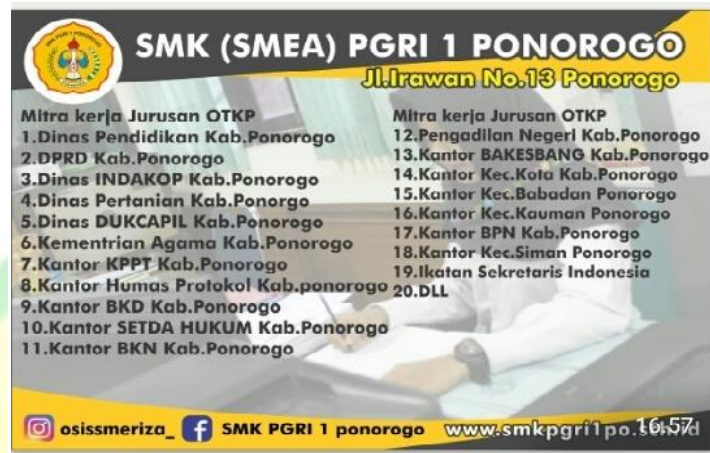 SMK (SMEA) PGRI 1 PONOROGO
Jl.Irawan No.13 Ponorogo
Mitra kerja Jurusan OTKP
1.Dinas Pendidikan Kab.Ponorogo
2.DPRD Kab.Ponorogo
3.Dinas INDAKOP Kab.Ponorogo
4.Dinas Pertanian Kab.Ponorgo
5.Dinas DUKCAPIL Kab.Ponorogo
6.Kementrian Agama Kab.Ponorogo
7.Kantor KPPT Kab.Ponorogo
8.Kantor Humas Protokol Kab.ponorogo
9.Kantor BKD Kab.Ponorogo
10.Kantor SETDA HUKUM Kab.Ponorogo
11.Kantor BKN Kab.Ponorogo
Mitra kerja Jurusan OTKP
12.Pengadilan Negeri Kab.Ponorogo
13.Kantor BAKESBANG Kab.Ponorogo
14.Kantor Kec.Kota Kab.Ponorogo
15.Kantor Kec.Babadan Ponorogo
16.Kantor Kec.Kauman Ponorogo
17.Kantor BPN Kab.Ponorogo
18.Kantor Kec.Siman Ponorogo
19.Ikatan Sekretaris Indonesia
20.DLL
osissmeriza_ SMK PGRI 1 ponorogo www.smkpgri1po.sch.id
16.57